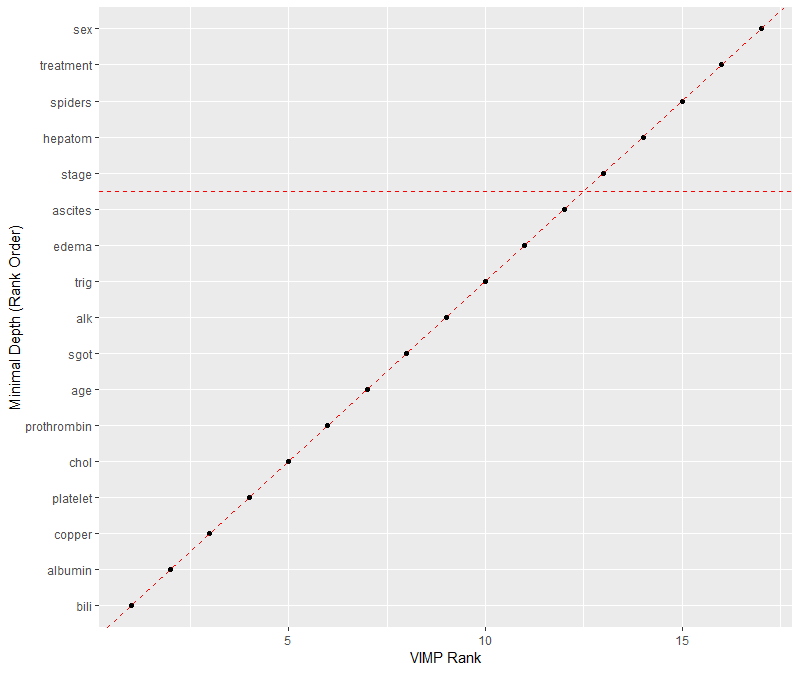 Minimal Depth (Rank Order)
sex
treatment
spiders
hepatom
stage
ascites
edema
trig
alk
sgot
age
prothrombin
chol
platelet
copper
albumin
bili
5 10 15
VIMP Rank